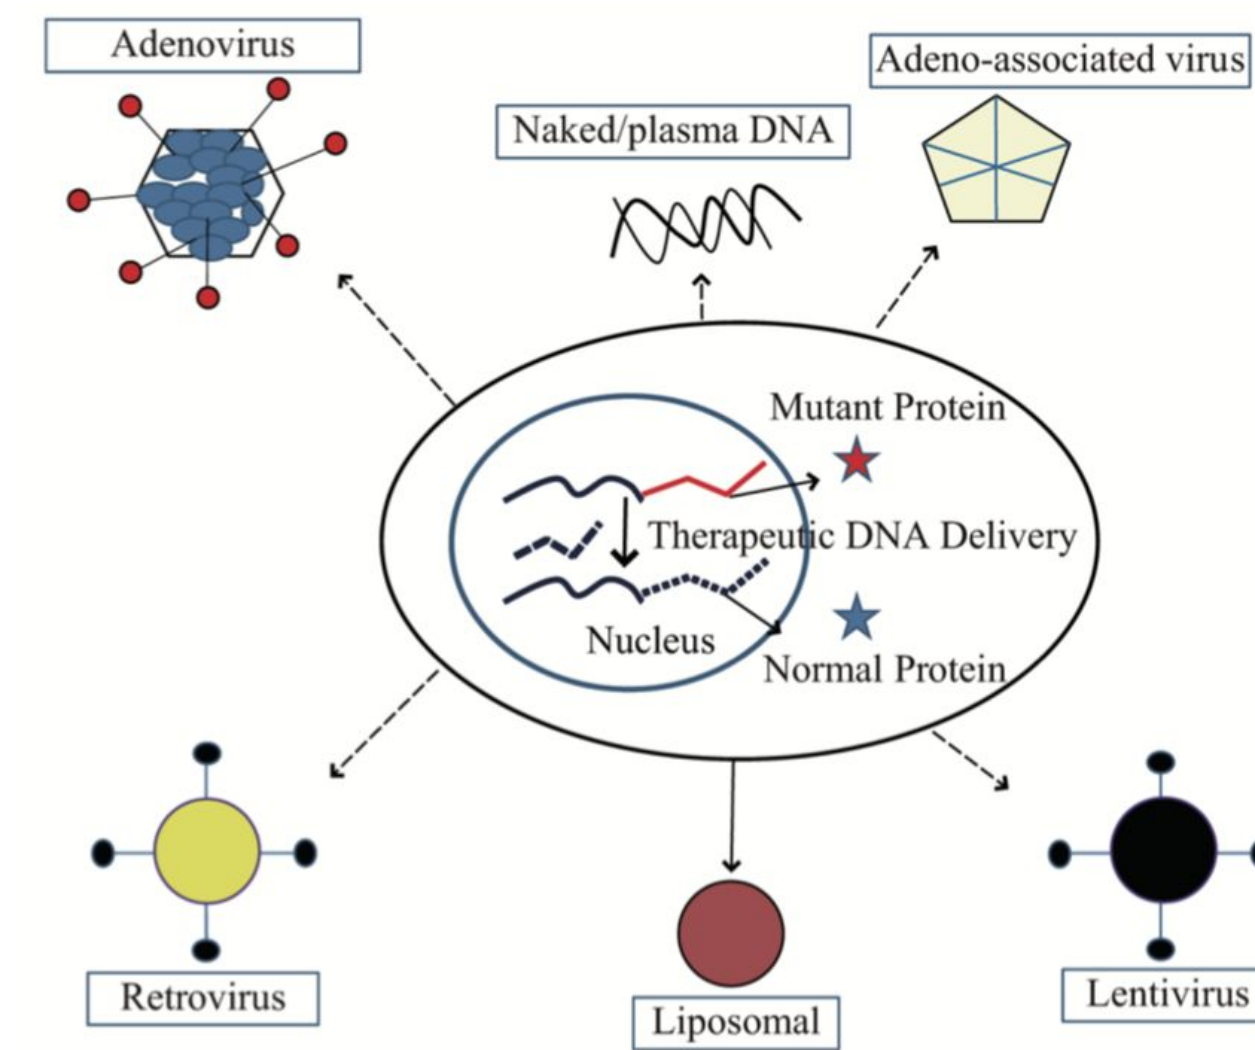 Adenovirus
Adeno-associated virus
Naked/plasma DNA
Mutant Protein
Therapeutic DNA Delivery
Nucleus
Normal Protein
Retrovirus
Liposomal
Lentivirus